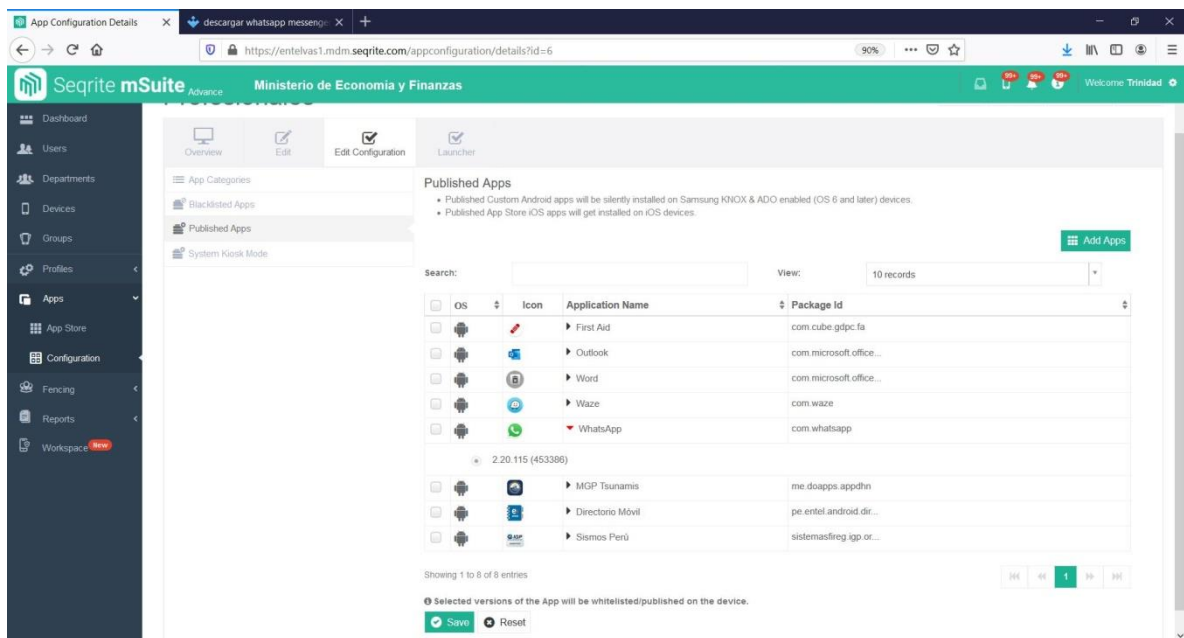 App Configuration Details
descargar whatsapp messenge
https://entelvas1.mdm.seqrite.com/appconfiguration/details?id=6
90%
Seqrite mSuite Advance
Ministerio de Economia y Finanzas
99+
99+
99+
Welcome Trinidad
Dashboard
Users
Departments
Devices
Groups
Profiles
Apps
App Store
Configuration
Fencing
Reports
Workspace New
Overview
Edit
Edit Configuration
Launcher
App Categories
Blacklisted Apps
Published Apps
System Kiosk Mode
Published Apps
• Published Custom Android apps will be silently installed on Samsung KNOX & ADO enabled (OS 6 and later) devices.
• Published App Store iOS apps will get installed on iOS devices.
Add Apps
Search:
View:
10 records
OS Icon Application Name Package Id
First Aid com.cube.gdpc.fa
Outlook com.microsoft.office...
Word com.microsoft.office...
Waze com.waze
WhatsApp com.whatsapp
2.20.115 (453386)
MGP Tsunamis me.doapps.appdhn
Directorio Móvil pe.entel.android.dir...
Sismos Perú sistemasfireg.igp.or...
Showing 1 to 8 of 8 entries
1
Selected versions of the App will be whitelisted/published on the device.
Save
Reset